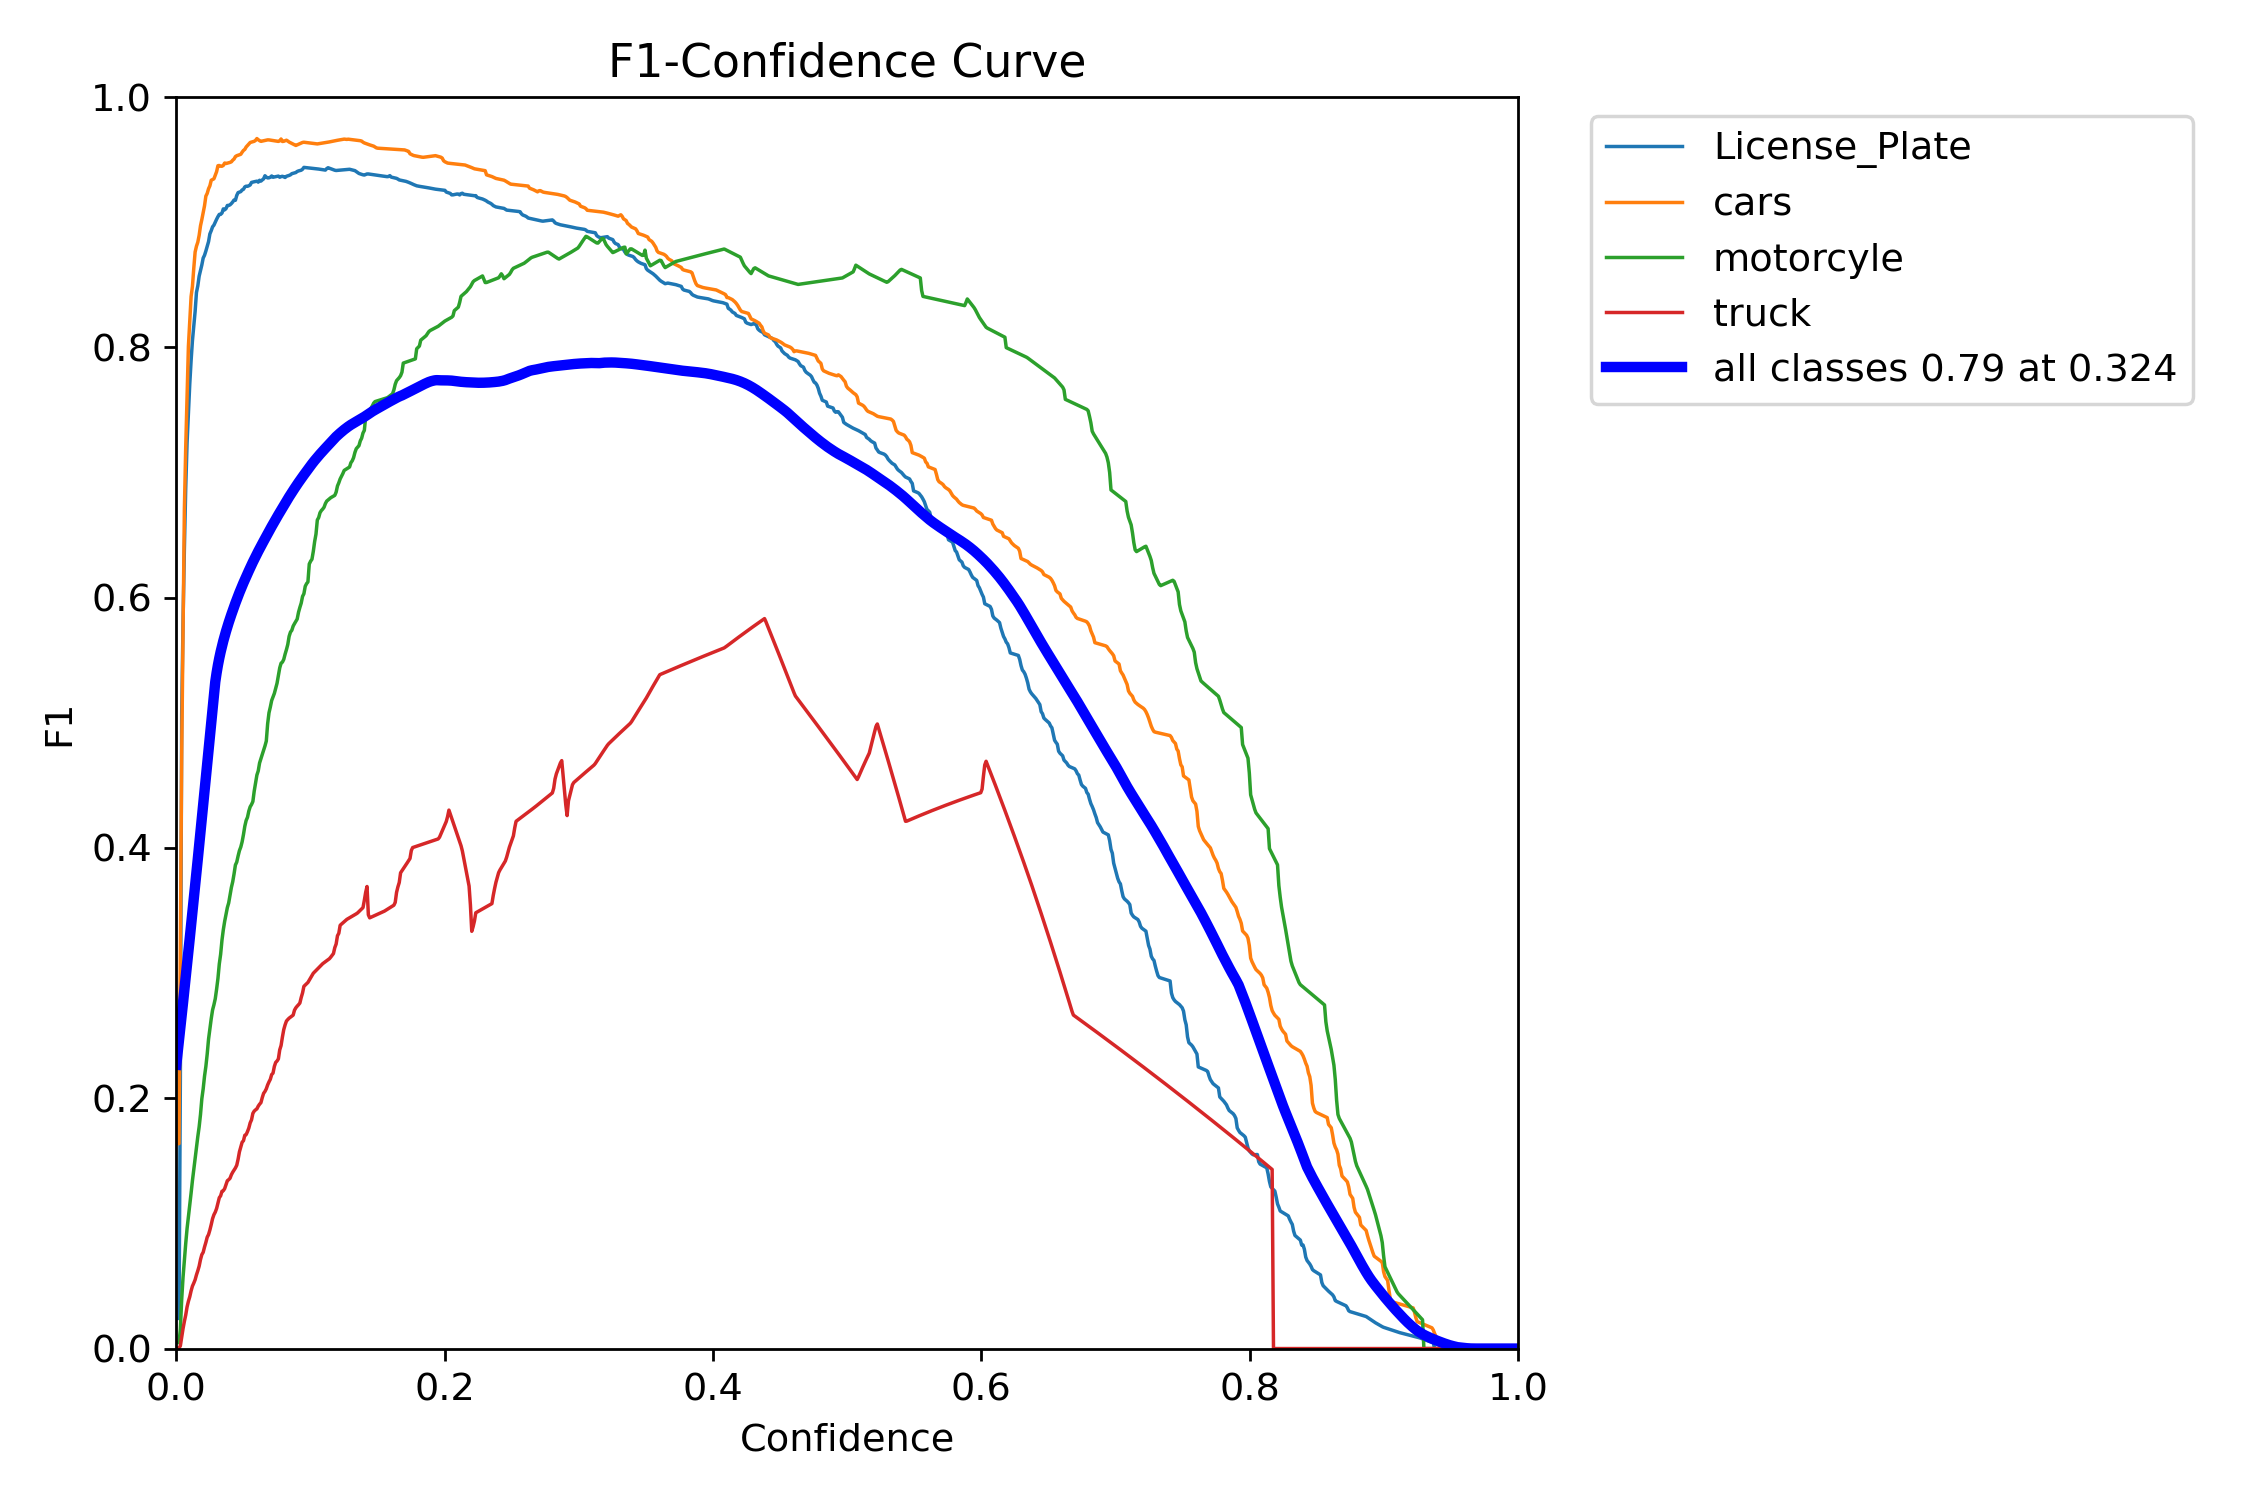 F1-Confidence Curve
1.0
0.8
0.6
0.4
0.2
0.0
F1
0.0 0.2 0.4 0.6 0.8 1.0
Confidence
License_Plate
cars
motorcyle
truck
all classes 0.79 at 0.324